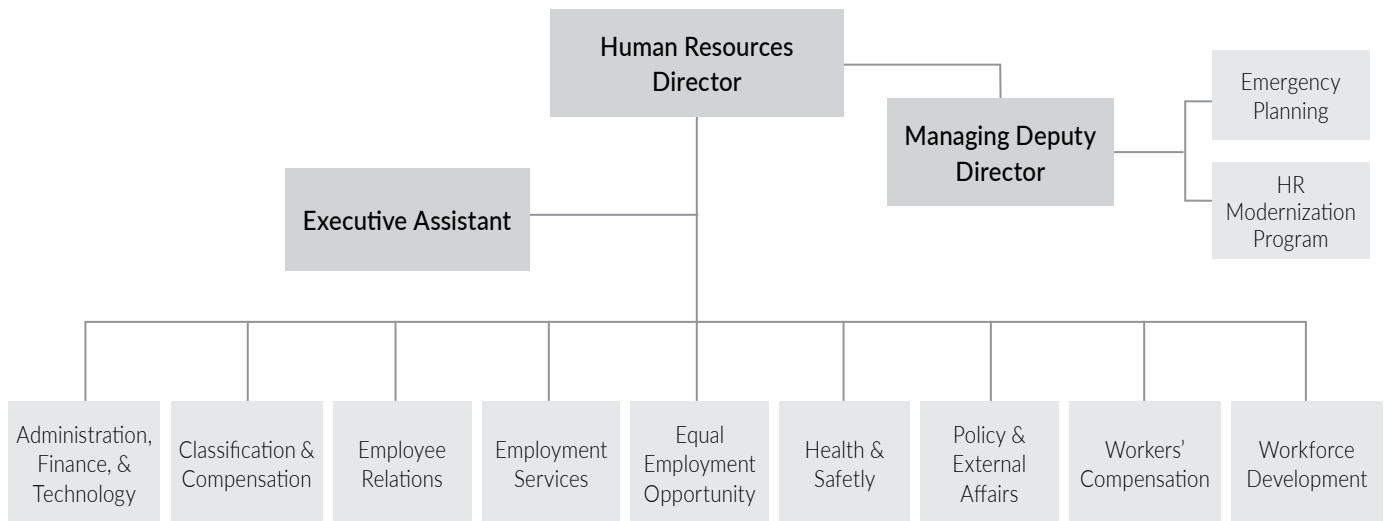 Human Resources
Director
Managing Deputy
Director
Emergency
Planning
HR
Modernization
Program
Executive Assistant
Administration,
Finance, &
Technology
Classification &
Compensation
Employee
Relations
Employment
Services
Equal
Employment
Opportunity
Health &
Safetly
Policy &
External
Affairs
Workers’
Compensation
Workforce
Development